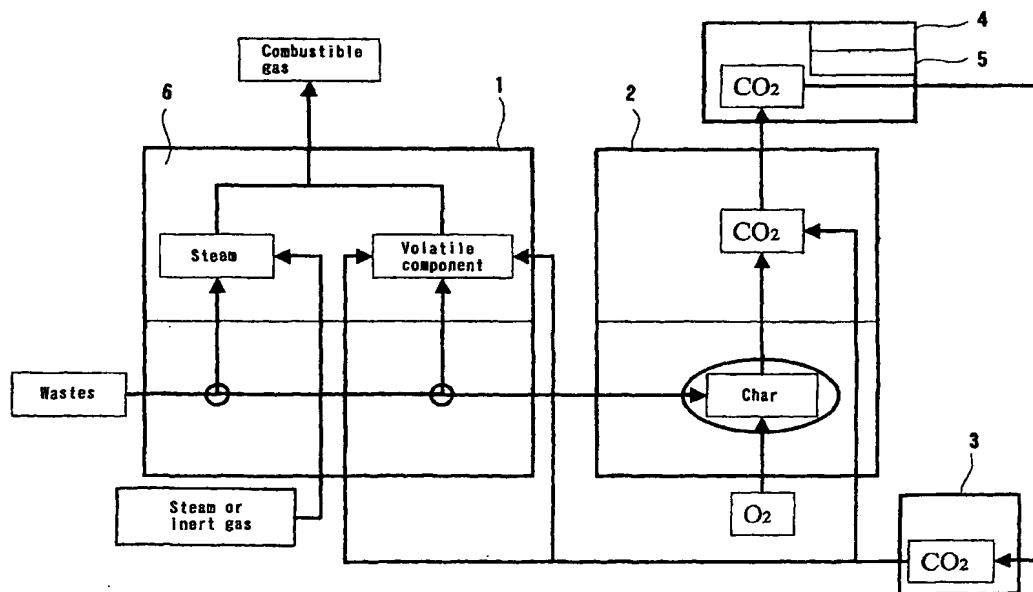 4
Combustible
gas
5
CO2
6
1
2
Steam
Volatile
component
CO2
Wastes
Char
3
Steam or
inert gas
O2
CO2